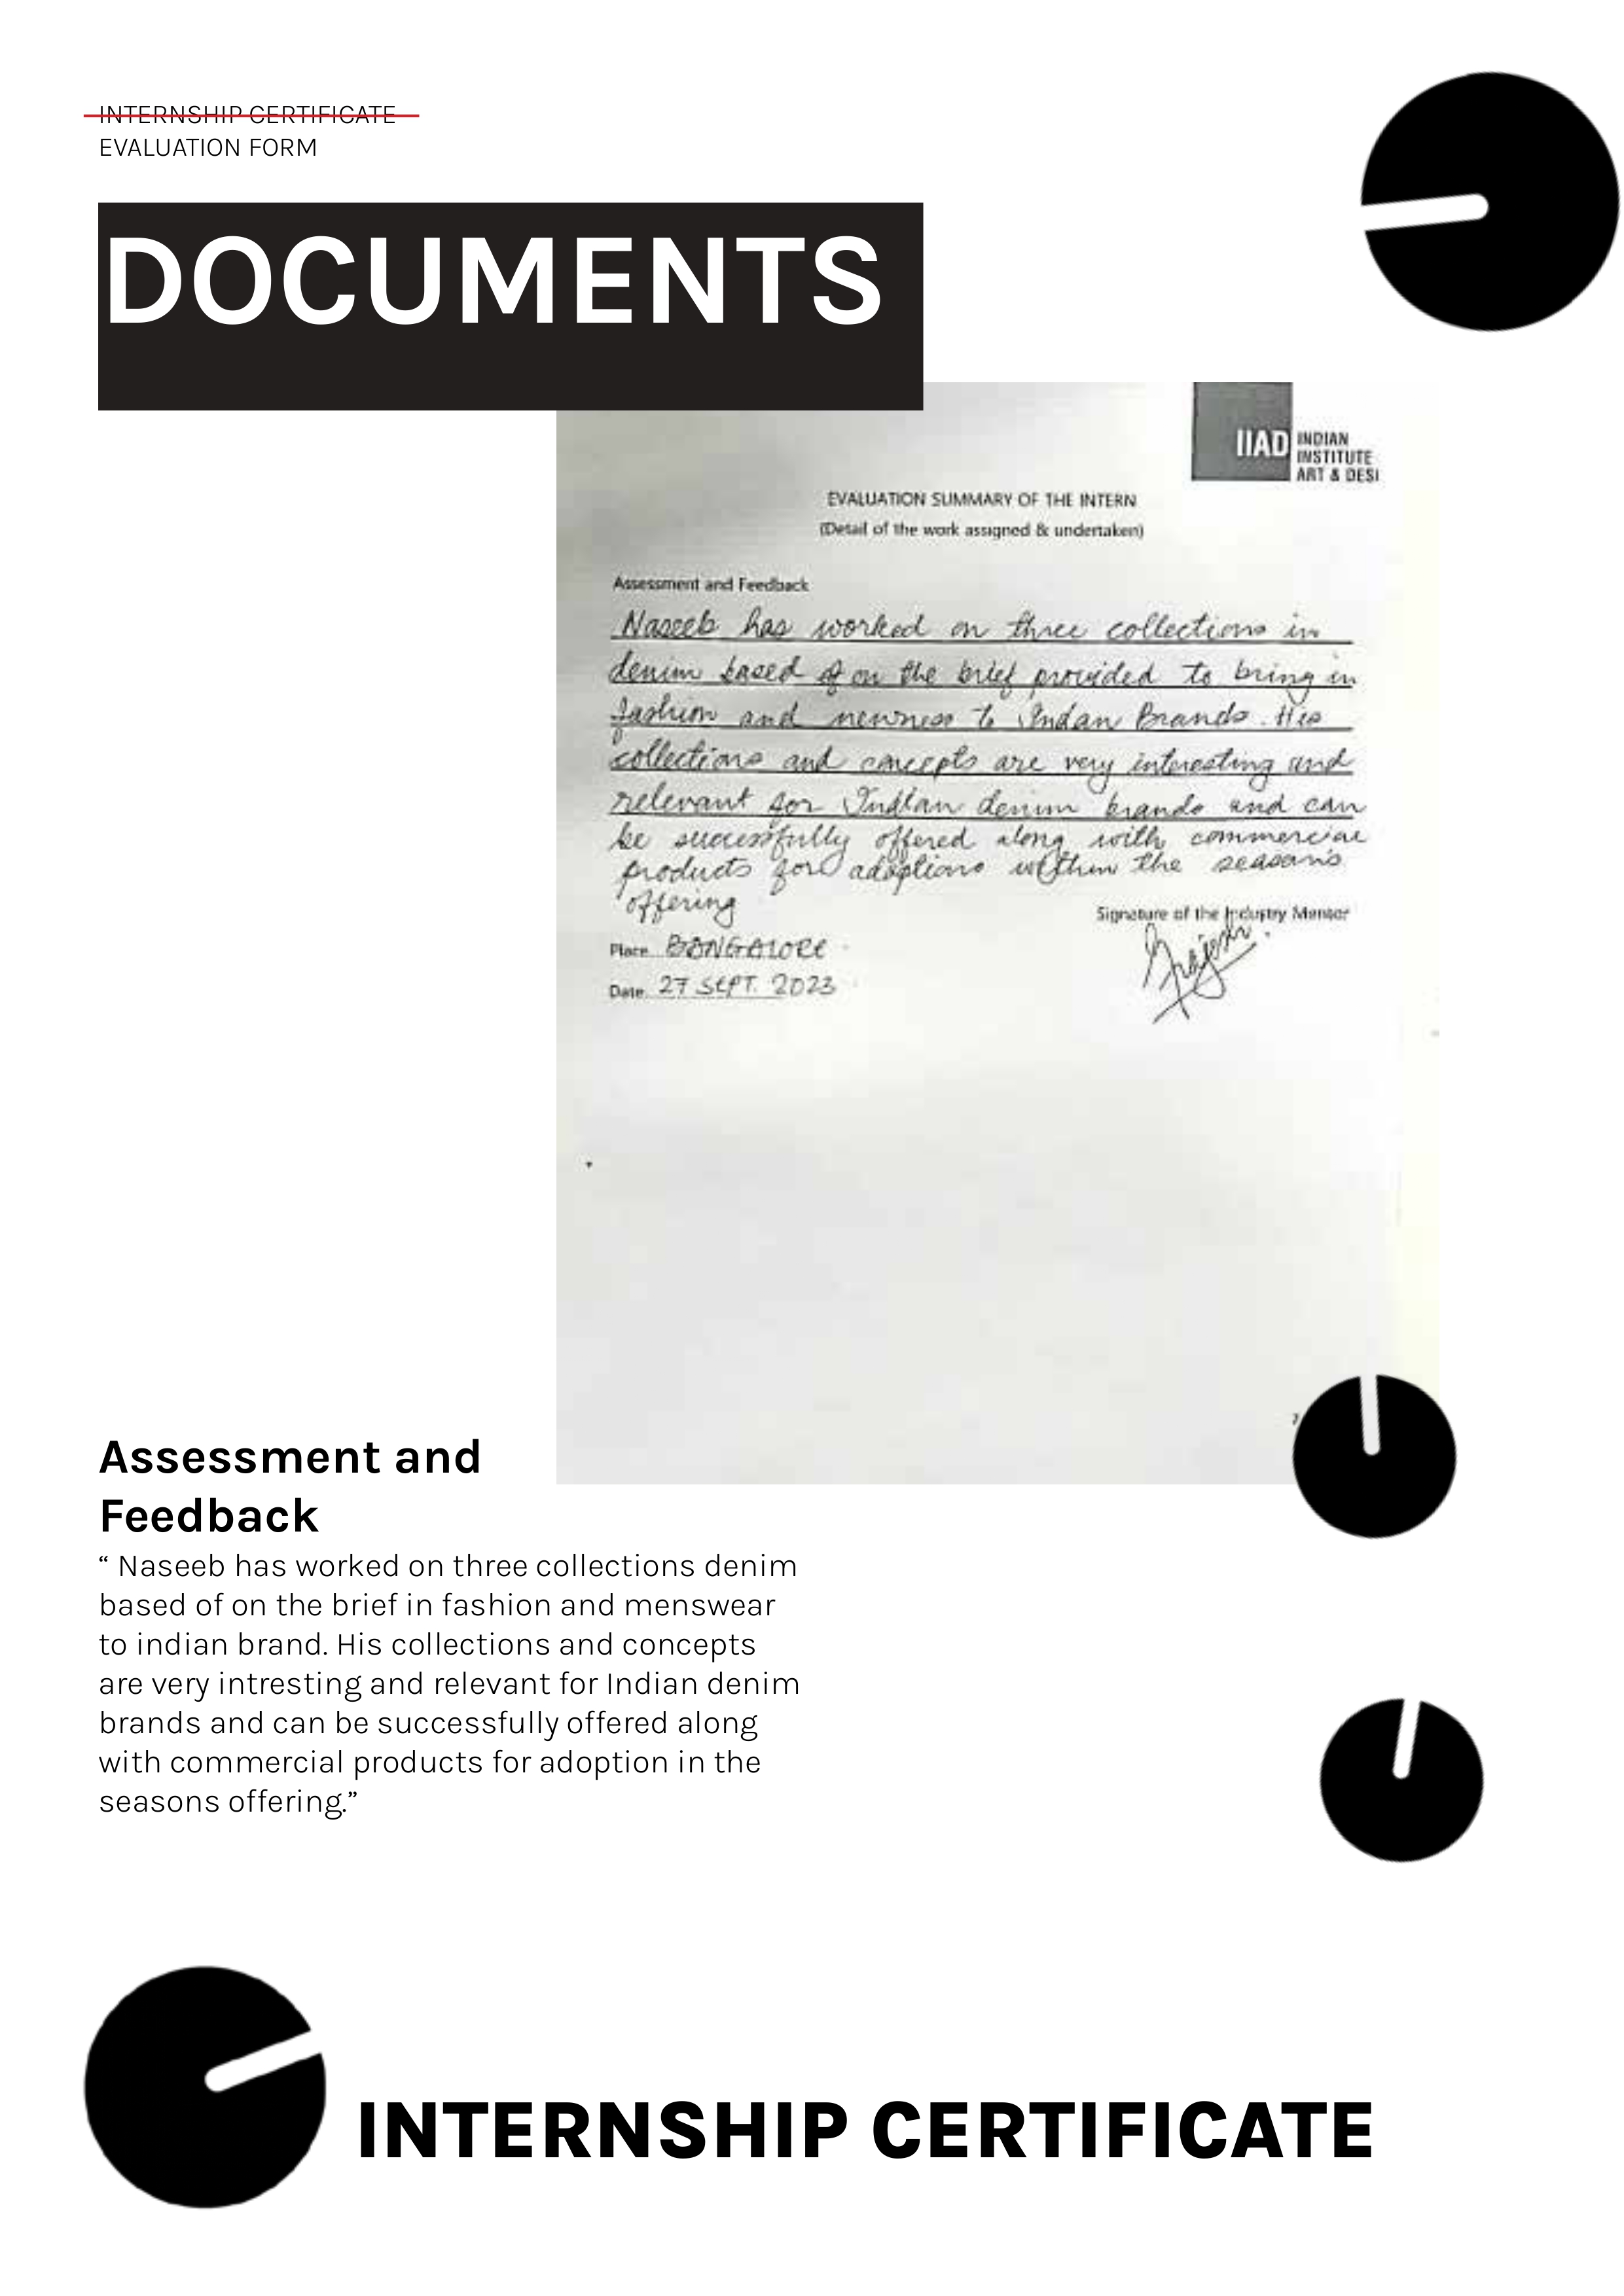 INTERNSHIP CERTIFICATE
EVALUATION FORM
DOCUMENTS
IIAD INDIAN
INSTITUTE
ART & DESI
EVALUATION SUMMARY OF THE INTERN
(Detail of the work assigned & undertaken)
Assessment and Feedback
Naseeb has worked on three collections in
denim based of on the brief provided to bring in
fashion and newness to Indian Brands. His
collections and concepts are very interesting and
relevant for Indian denim brands and can
be successfully offered along with commercial
products for adoptions within the season's
offering
Signature of the Industry Mentor
Place BANGALORE
Date 27 SEPT. 2023
Assessment and
Feedback
“ Naseeb has worked on three collections denim
based of on the brief in fashion and menswear
to indian brand. His collections and concepts
are very intresting and relevant for Indian denim
brands and can be successfully offered along
with commercial products for adoption in the
seasons offering.”
INTERNSHIP CERTIFICATE